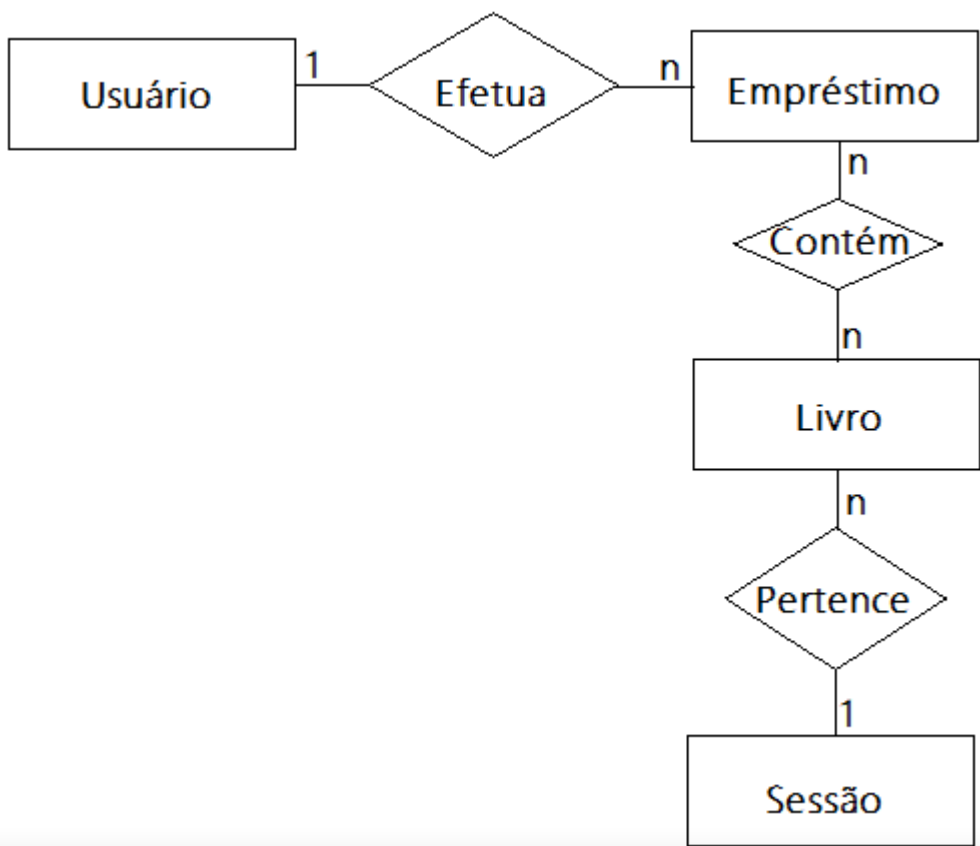 Usuário
1
Efetua
n
Empréstimo
n
Contém
n
Livro
n
Pertence
1
Sessão